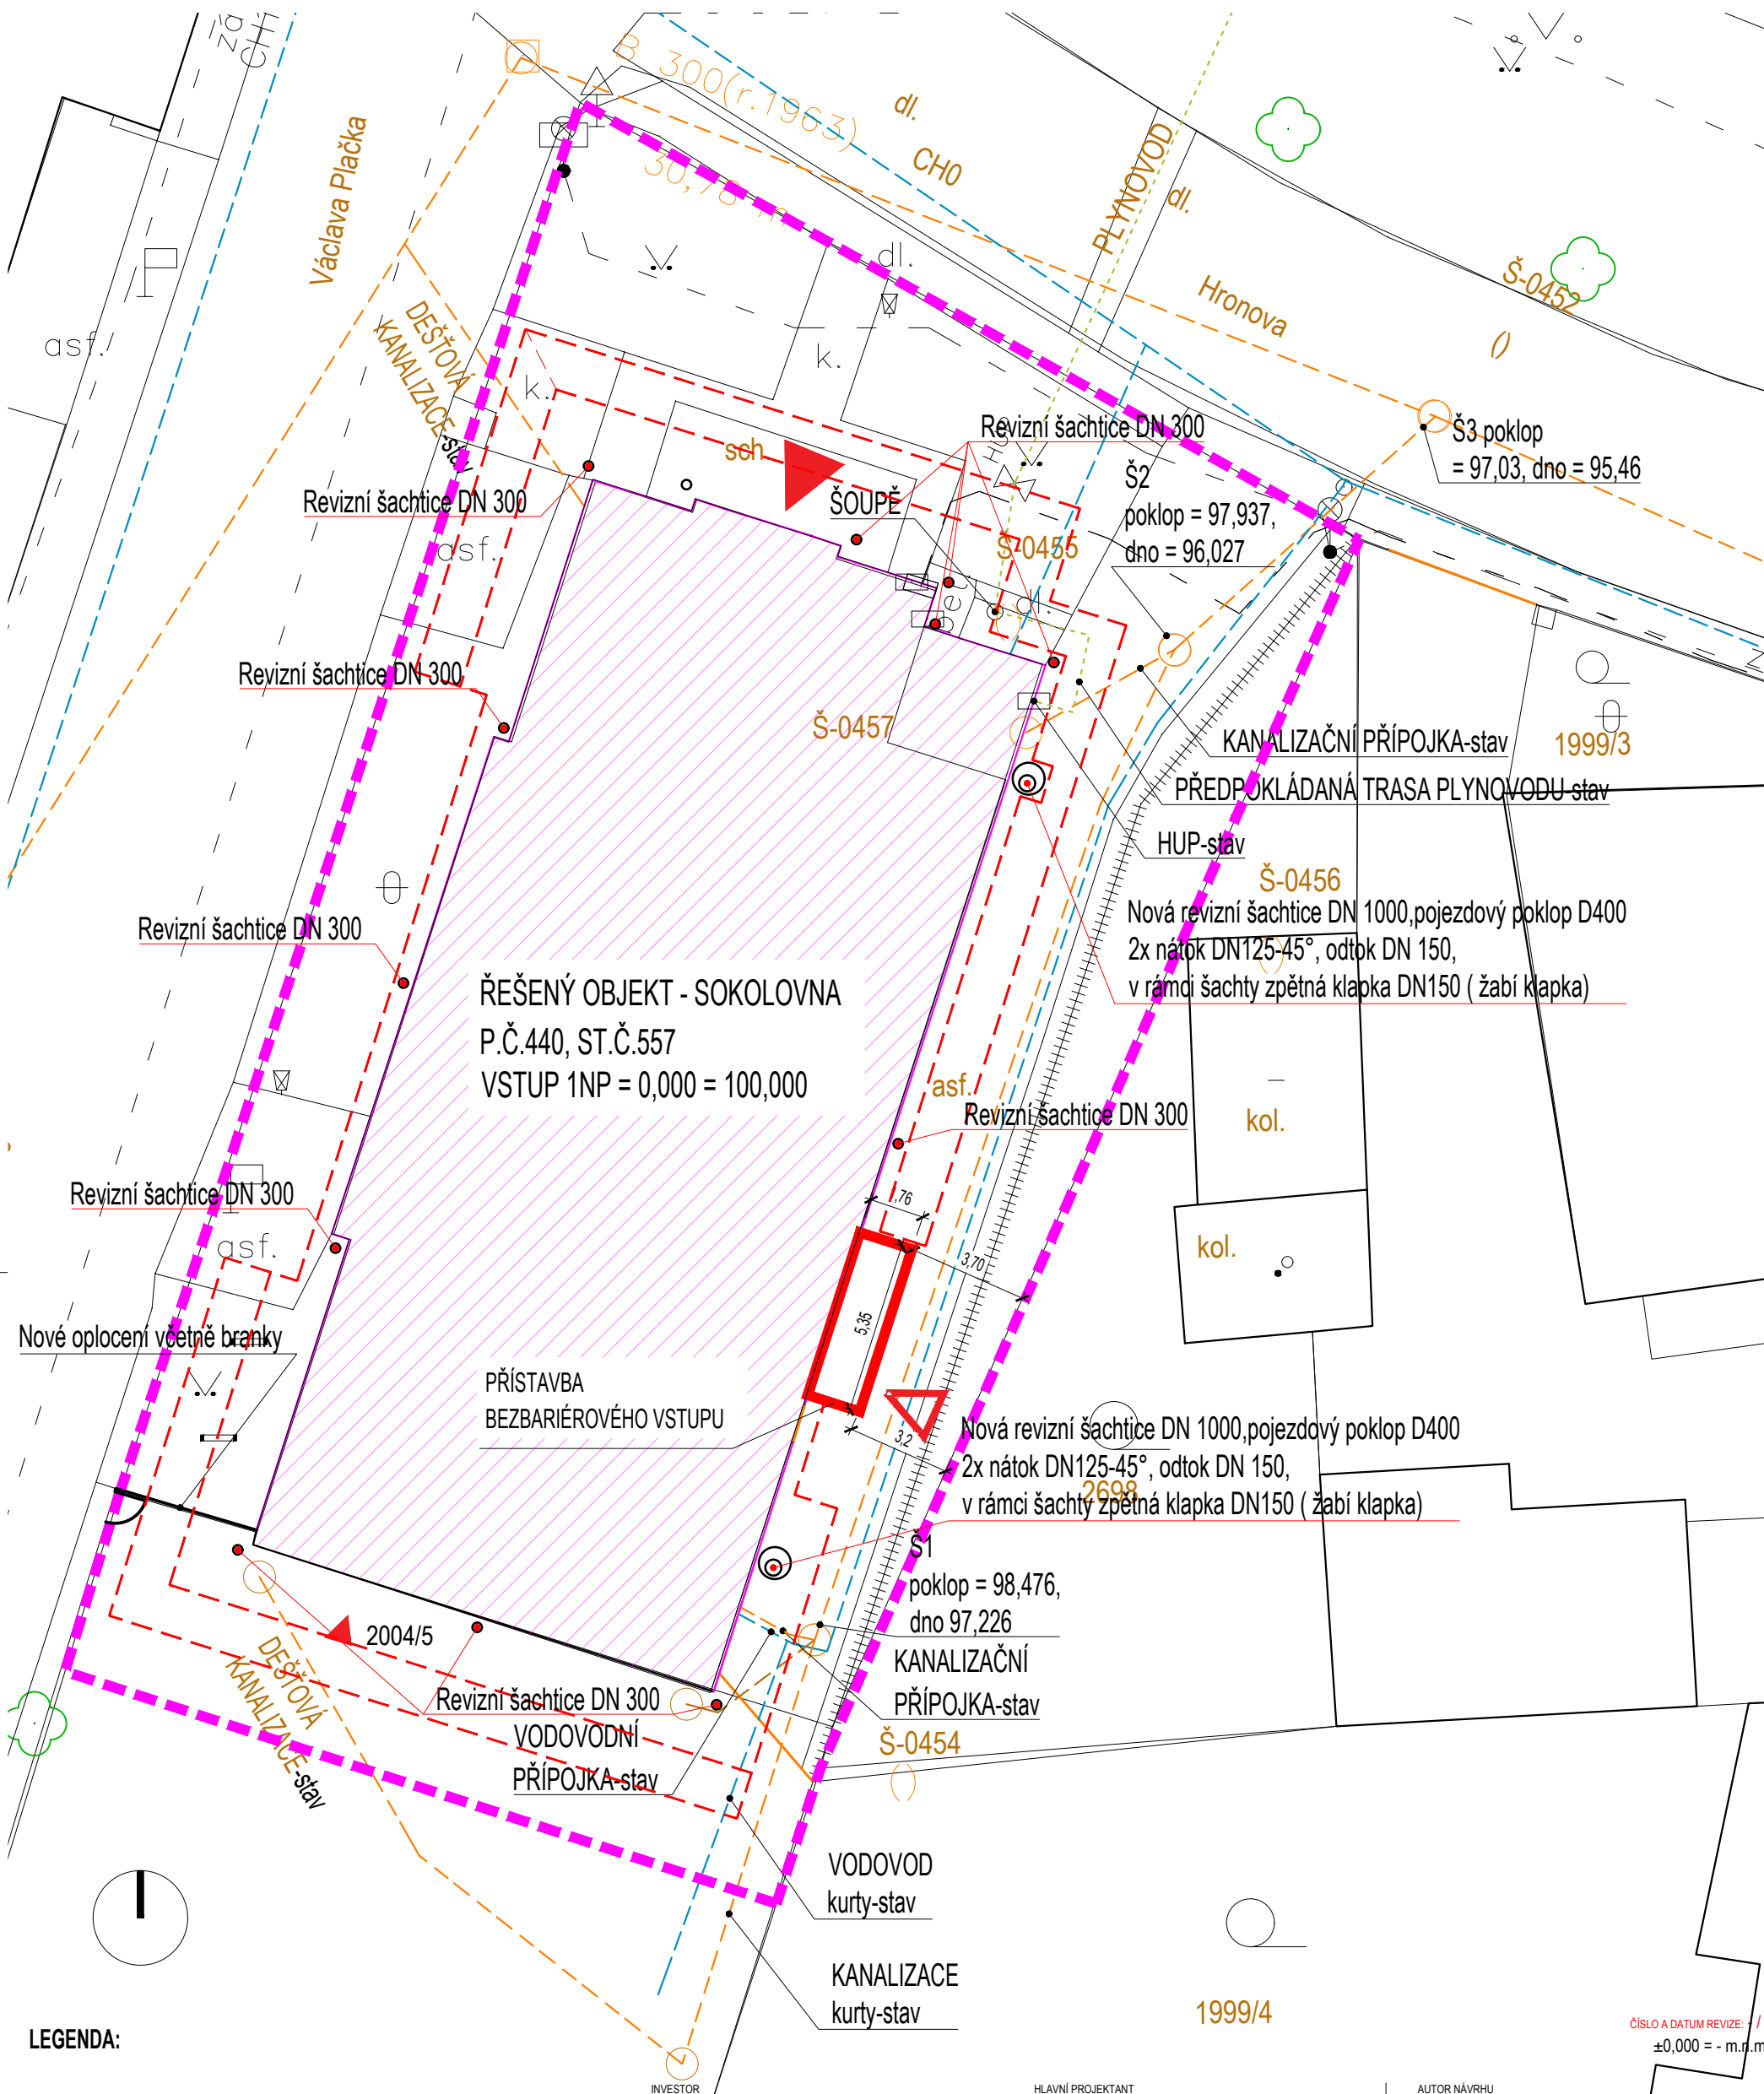 B 300(r.1963)
30,78 m
dl.
CH0
PLYNOVOD
dl.
Václava Plačka
dl.
Hronova
Š-0452
()
asf.
DEŠŤOVÁ
KANALIZACE-stav
k.
k.
sch
Revizní šachtice DN 300
Š3 poklop
= 97,03, dno = 95,46
Š2
poklop = 97,937,
dno = 96,027
Revizní šachtice DN 300
ŠOUPĚ
asf.
Š-0455
dl.
Revizní šachtice DN 300
Š-0457
KANALIZAČNÍ PŘÍPOJKA-stav
1999/3
PŘEDPOKLÁDANÁ TRASA PLYNOVODU-stav
HUP-stav
Š-0456
Nová revizní šachtice DN 1000,pojezdový poklop D400
2x nátok DN125-45°, odtok DN 150,
v rámci šachty zpětná klapka DN150 ( žabí klapka)
Revizní šachtice DN 300
ŘEŠENÝ OBJEKT - SOKOLOVNA
P.Č.440, ST.Č.557
VSTUP 1NP = 0,000 = 100,000
asf.
Revizní šachtice DN 300
kol.
Revizní šachtice DN 300
,76
asf.
kol.
3,70
5,35
Nové oplocení včetně branky
PŘÍSTAVBA
BEZBARIÉROVÉHO VSTUPU
3,2
Nová revizní šachtice DN 1000,pojezdový poklop D400
2x nátok DN125-45°, odtok DN 150,
2698
v rámci šachty zpětná klapka DN150 ( žabí klapka)
Š1
poklop = 98,476,
dno 97,226
2004/5
DEŠŤOVÁ
KANALIZACE-stav
KANALIZAČNÍ
PŘÍPOJKA-stav
Revizní šachtice DN 300
VODOVODNÍ
PŘÍPOJKA-stav
Š-0454
()
VODOVOD
kurty-stav
KANALIZACE
kurty-stav
1999/4
LEGENDA:
ČÍSLO A DATUM REVIZE: - /
±0,000 = - m.n.m
INVESTOR
HLAVNÍ PROJEKTANT
AUTOR NÁVRHU